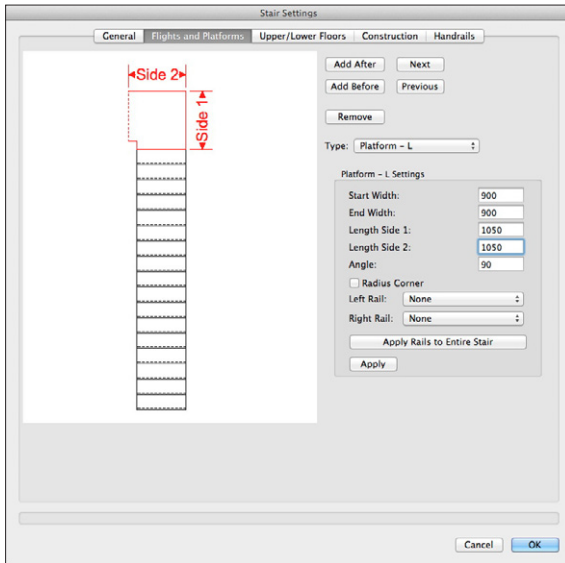 Stair Settings
General Flights and Platforms Upper/Lower Floors Construction Handrails
Side 2
Side 1
Add After Next
Add Before Previous
Remove
Type: Platform - L
Platform - L Settings
Start Width: 900
End Width: 900
Length Side 1: 1050
Length Side 2: 1050
Angle: 90
Radius Corner
Left Rail: None
Right Rail: None
Apply Rails to Entire Stair
Apply
Cancel OK